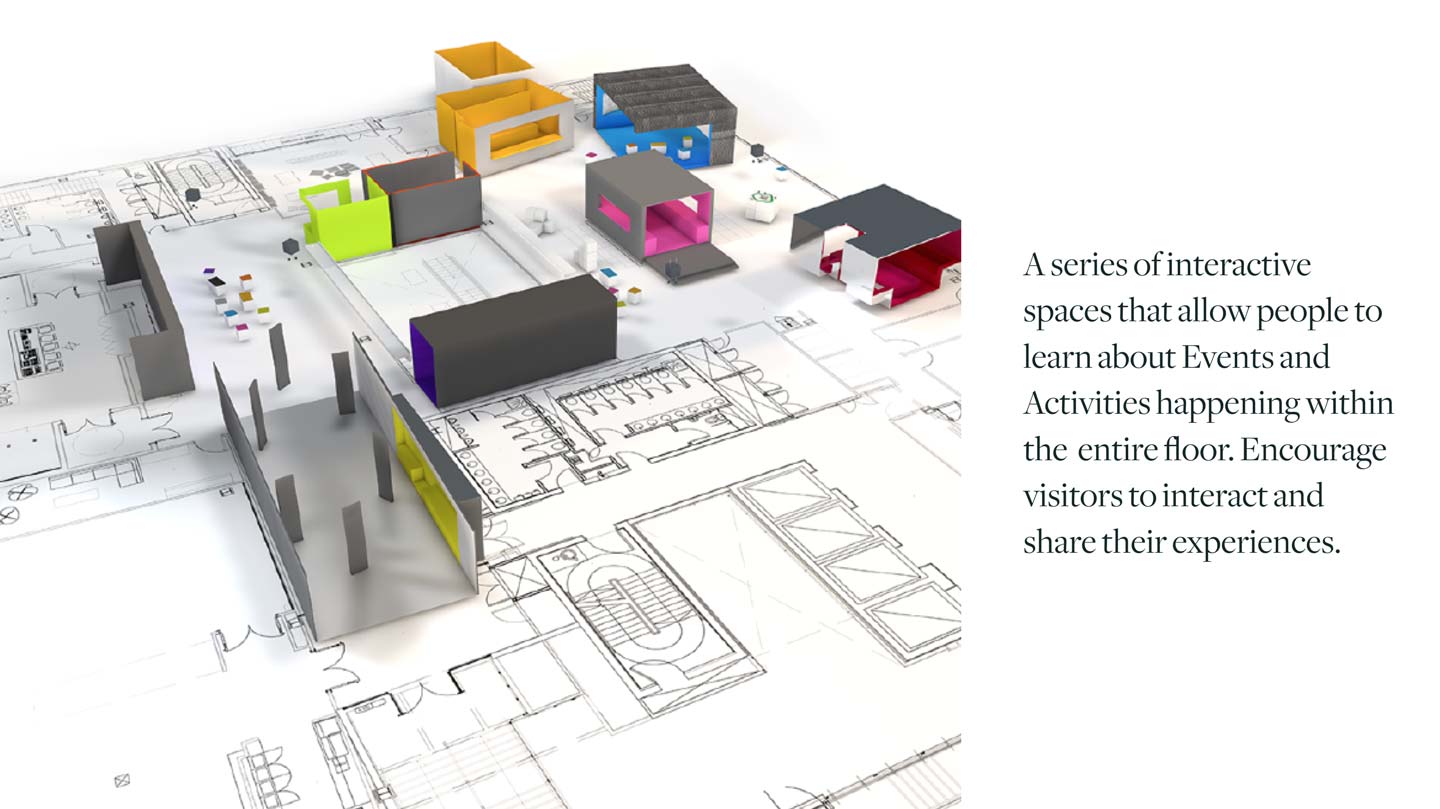 A series of interactive
spaces that allow people to
learn about Events and
Activities happening within
the  entire floor. Encourage
visitors to interact and
share their experiences.